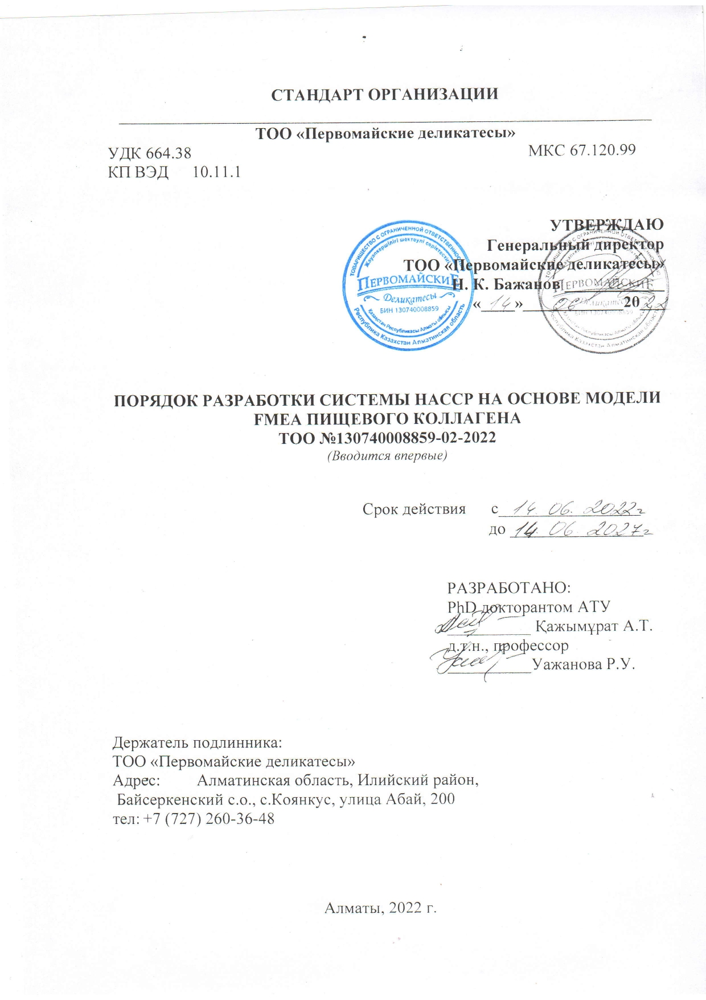 СТАНДАРТ ОРГАНИЗАЦИИ
ТОО «Первомайские деликатесы»
УДК 664.38 МКС 67.120.99
КП ВЭД 10.11.1
УТВЕРЖДАЮ
Генеральный директор
ТОО «Первомайские деликатесы»
Н. К. Бажанов
«14» 06 2022
ТОВАРИЩЕСТВО С ОГРАНИЧЕННОЙ ОТВЕТСТВЕННОСТЬЮ
Жауапкершілігі шектеулі серіктестігі
ПЕРВОМАЙСКИЕ
Деликатесы
БИН 130740008859
Қазақстан Республикасы Алматы облысы
Республика Казахстан Алматинская область
ПЕРВОМАЙСКИЕ
Деликатесы
БИН 130740008859
Республика Казахстан Алматинская область
ПОРЯДОК РАЗРАБОТКИ СИСТЕМЫ НАССР НА ОСНОВЕ МОДЕЛИ
FMEA ПИЩЕВОГО КОЛЛАГЕНА
ТОО №130740008859-02-2022
(Вводится впервые)
Срок действия с 14. 06. 2022г
до 14. 06. 2027г
РАЗРАБОТАНО:
PhD докторантом АТУ
Қажымұрат А.Т.
д.т.н., профессор
Уажанова Р.У.
Держатель подлинника:
ТОО «Первомайские деликатесы»
Адрес: Алматинская область, Илийский район,
Байсеркенский с.о., с.Коянкус, улица Абай, 200
тел: +7 (727) 260-36-48
Алматы, 2022 г.